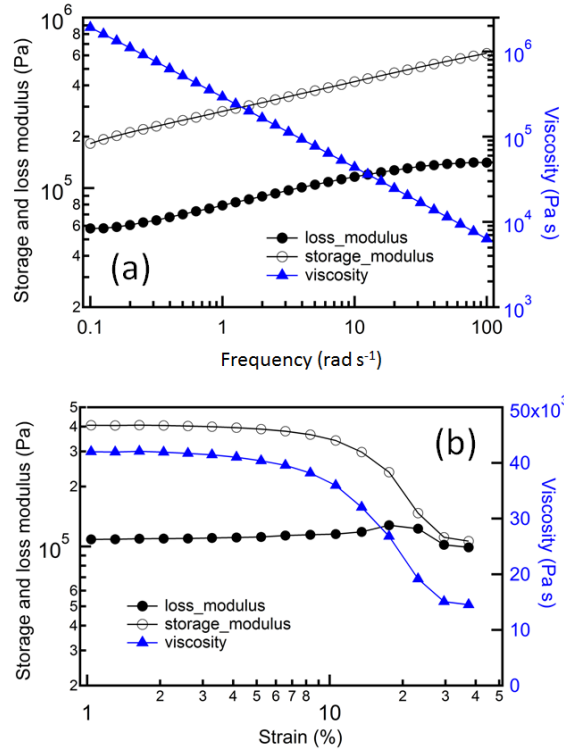 10^6
8
6
4
2
10^5
8
6
4
2
Storage and loss modulus (Pa)
10^6
10^5
10^4
10^3
Viscosity (Pa s)
loss_modulus
storage_modulus
viscosity
(a)
0.1 1 10 100
Frequency (rad s^-1)
5
4
3
2
10^5
9
8
7
6
5
4
3
2
Storage and loss modulus (Pa)
50x10^3
40
30
20
10
0
Viscosity (Pa s)
(b)
loss_modulus
storage_modulus
viscosity
1 2 3 4 5 6 7 8 10 2 3 4 5
Strain (%)